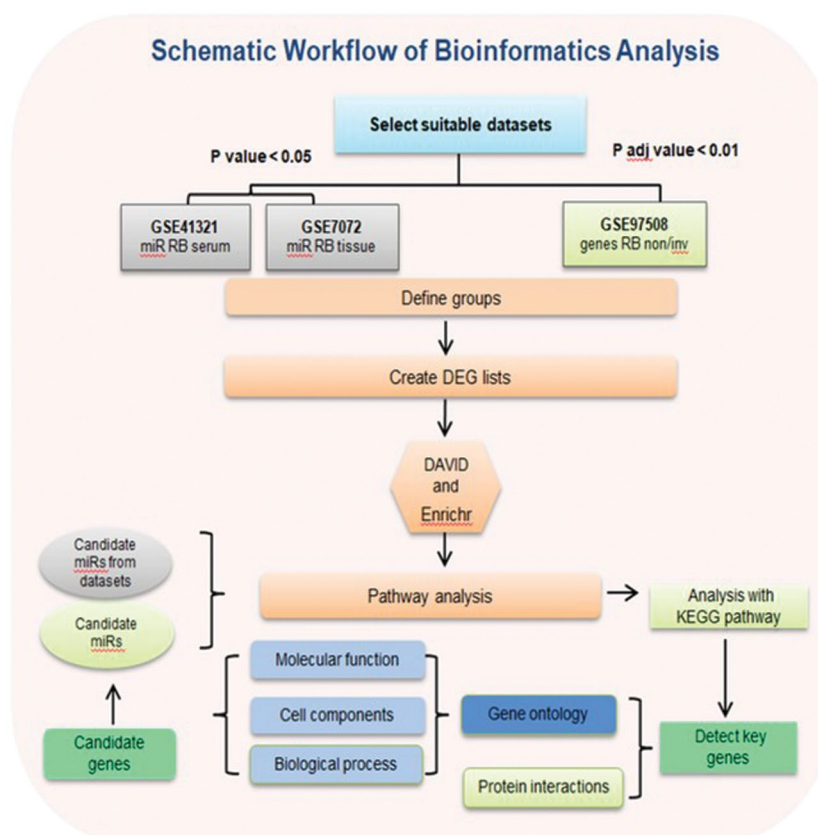 Schematic Workflow of Bioinformatics Analysis
Select suitable datasets
P value < 0.05
P adj value < 0.01
GSE41321
miR RB serum
GSE7072
miR RB tissue
GSE97508
genes RB non/inv
Define groups
Create DEG lists
DAVID
and
Enrichr
Candidate
miRs from
datasets
Candidate
miRs
Pathway analysis
Analysis with
KEGG pathway
Molecular function
Cell components
Biological process
Gene ontology
Protein interactions
Candidate
genes
Detect key
genes